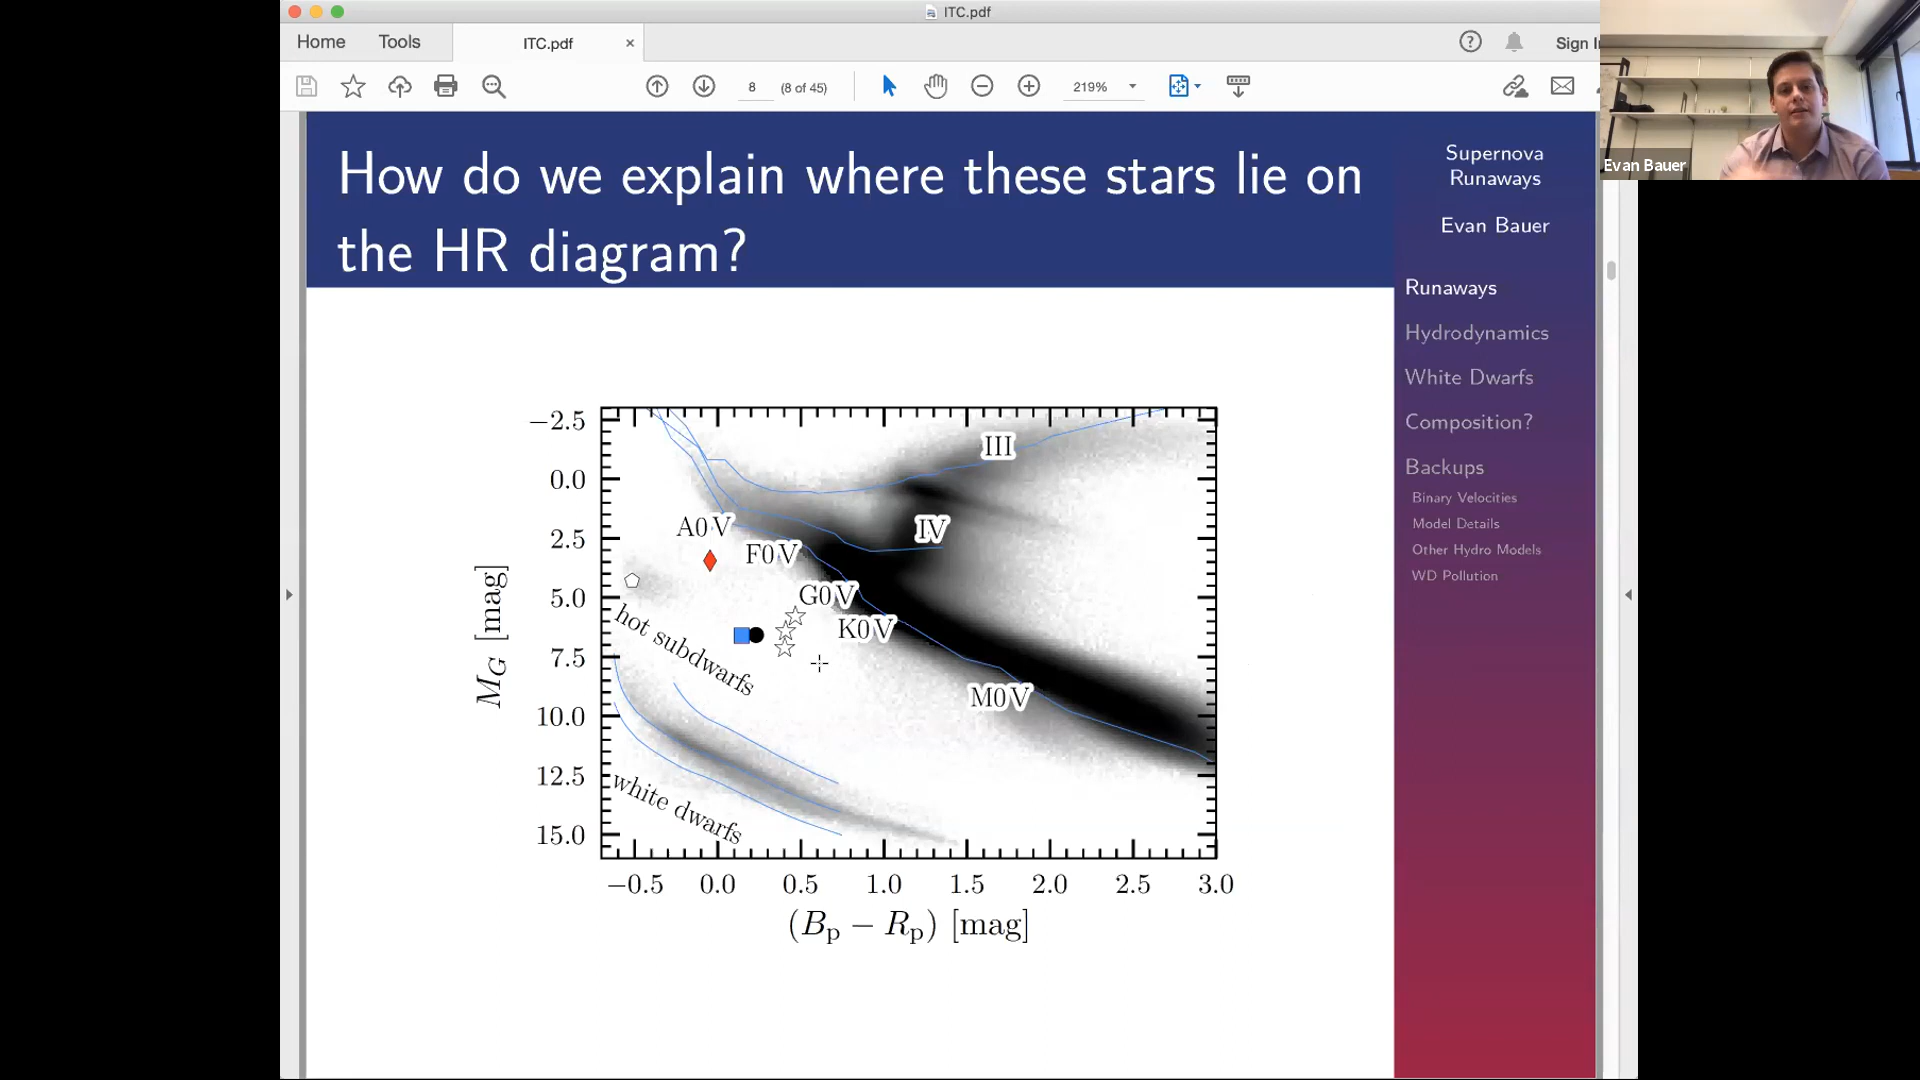 ITC.pdf
Home
Tools
ITC.pdf
×
?
Sign I
8
(8 of 45)
219%
How do we explain where these stars lie on
the HR diagram?
Supernova
Runaways
Evan Bauer
Runaways
Hydrodynamics
White Dwarfs
Composition?
Backups
Binary Velocities
Model Details
Other Hydro Models
WD Pollution
Evan Bauer
−2.5
0.0
2.5
5.0
7.5
10.0
12.5
15.0
M_G [mag]
III
IV
A0V
F0V
G0V
K0V
M0V
hot subdwarfs
white dwarfs
−0.5 0.0 0.5 1.0 1.5 2.0 2.5 3.0
(B_p − R_p) [mag]